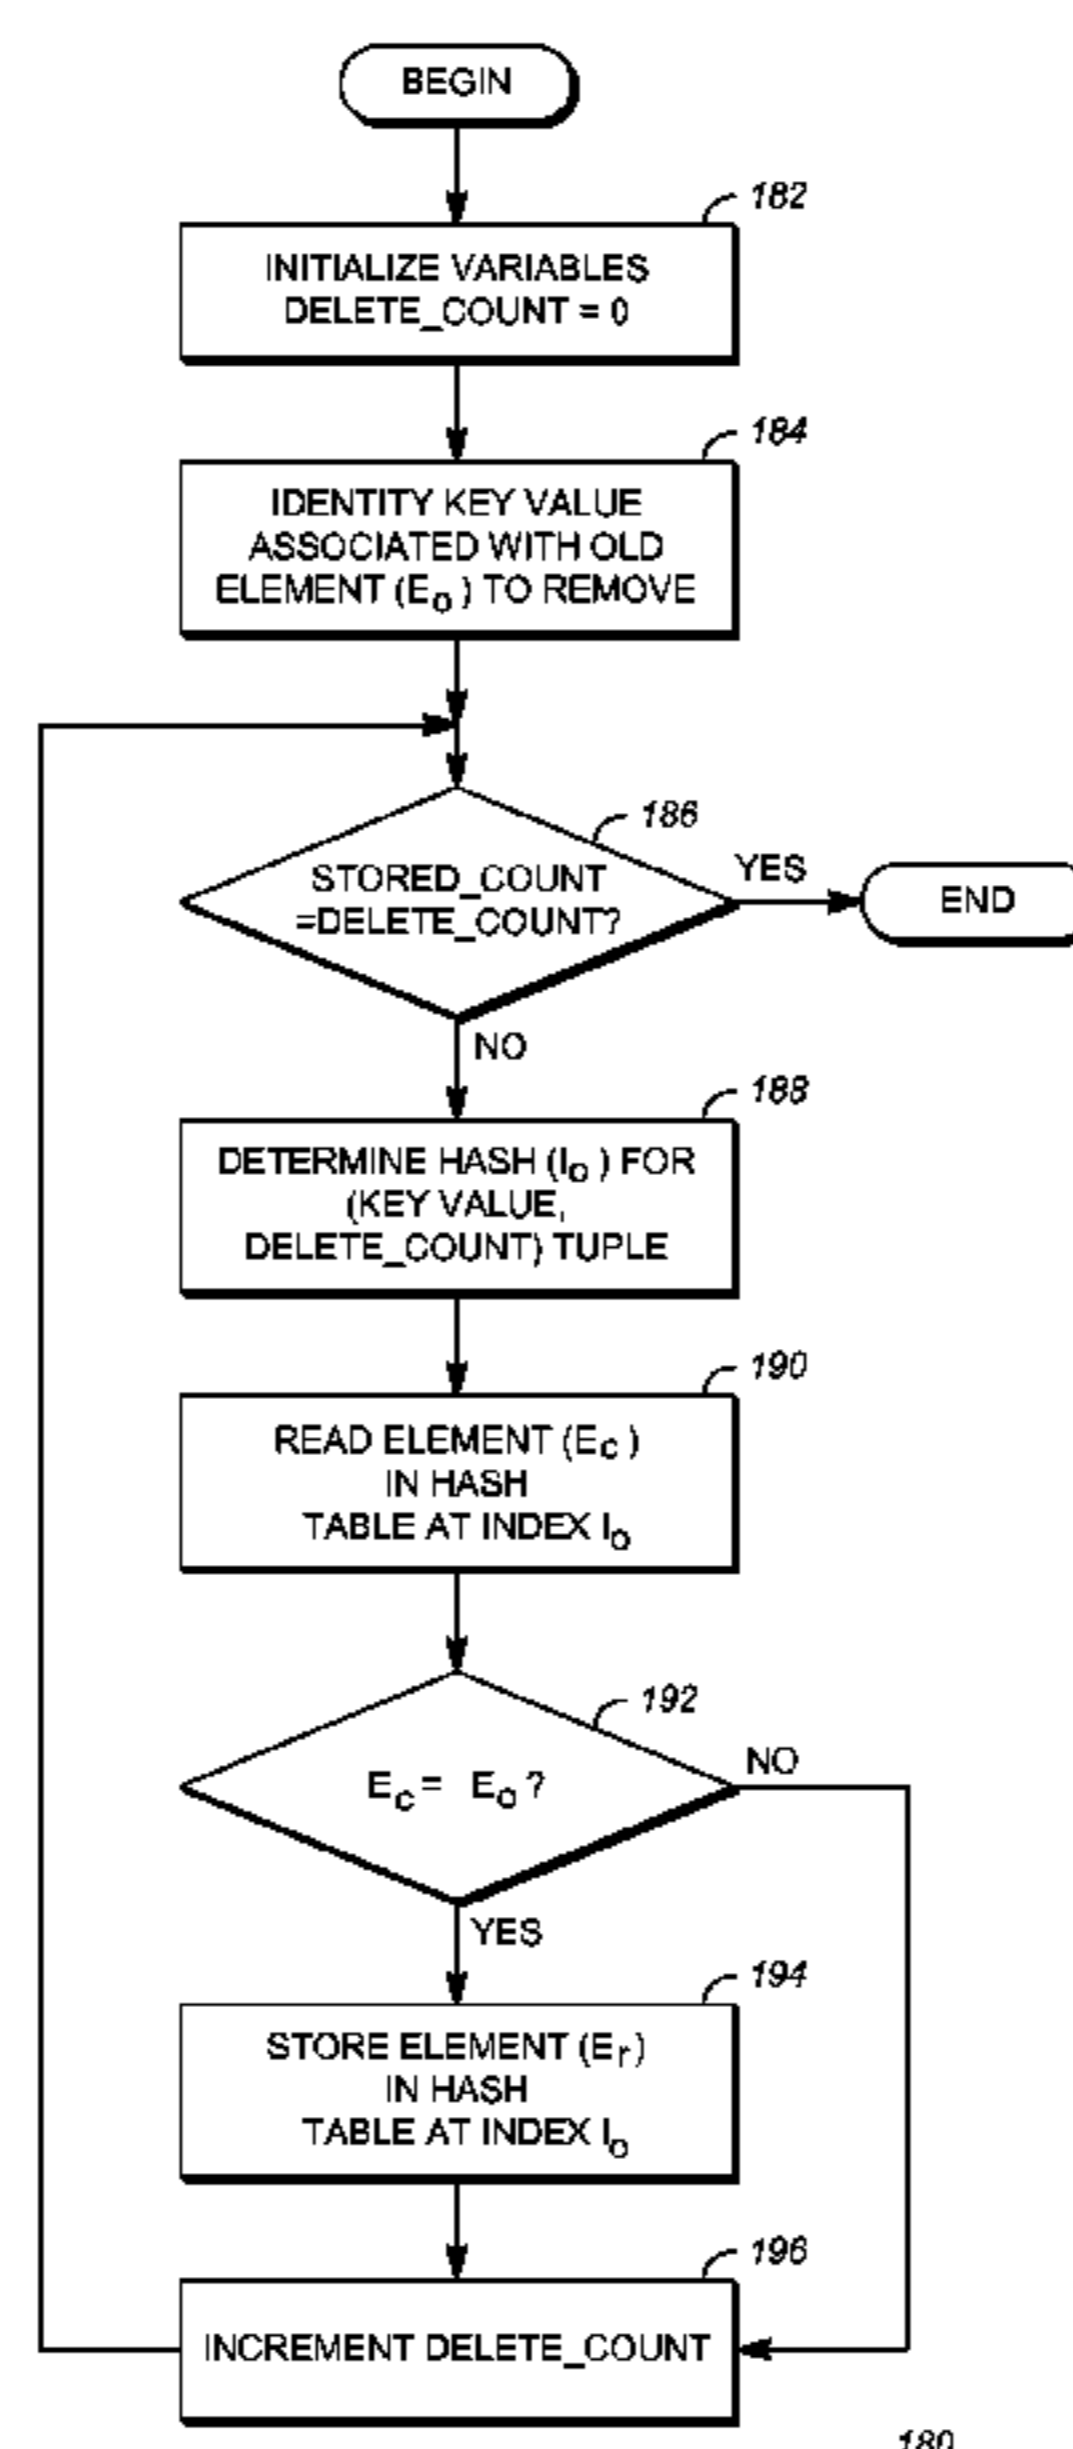 BEGIN
182
INITIALIZE VARIABLES
DELETE_COUNT = 0
184
IDENTITY KEY VALUE
ASSOCIATED WITH OLD
ELEMENT (Eo) TO REMOVE
186
STORED_COUNT
=DELETE_COUNT?
YES
END
NO
188
DETERMINE HASH (Io) FOR
(KEY VALUE,
DELETE_COUNT) TUPLE
190
READ ELEMENT (Ec)
IN HASH
TABLE AT INDEX Io
192
Ec = Eo?
NO
YES
194
STORE ELEMENT (Er)
IN HASH
TABLE AT INDEX Io
196
INCREMENT DELETE_COUNT
180